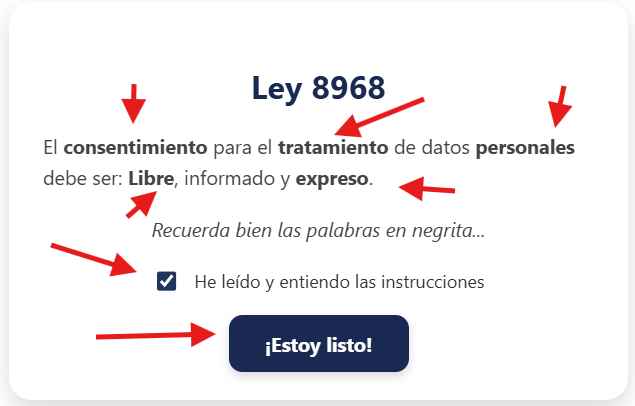 Ley 8968
El consentimiento para el tratamiento de datos personales
debe ser: Libre, informado y expreso.
Recuerda bien las palabras en negrita...
He leído y entiendo las instrucciones
¡Estoy listo!